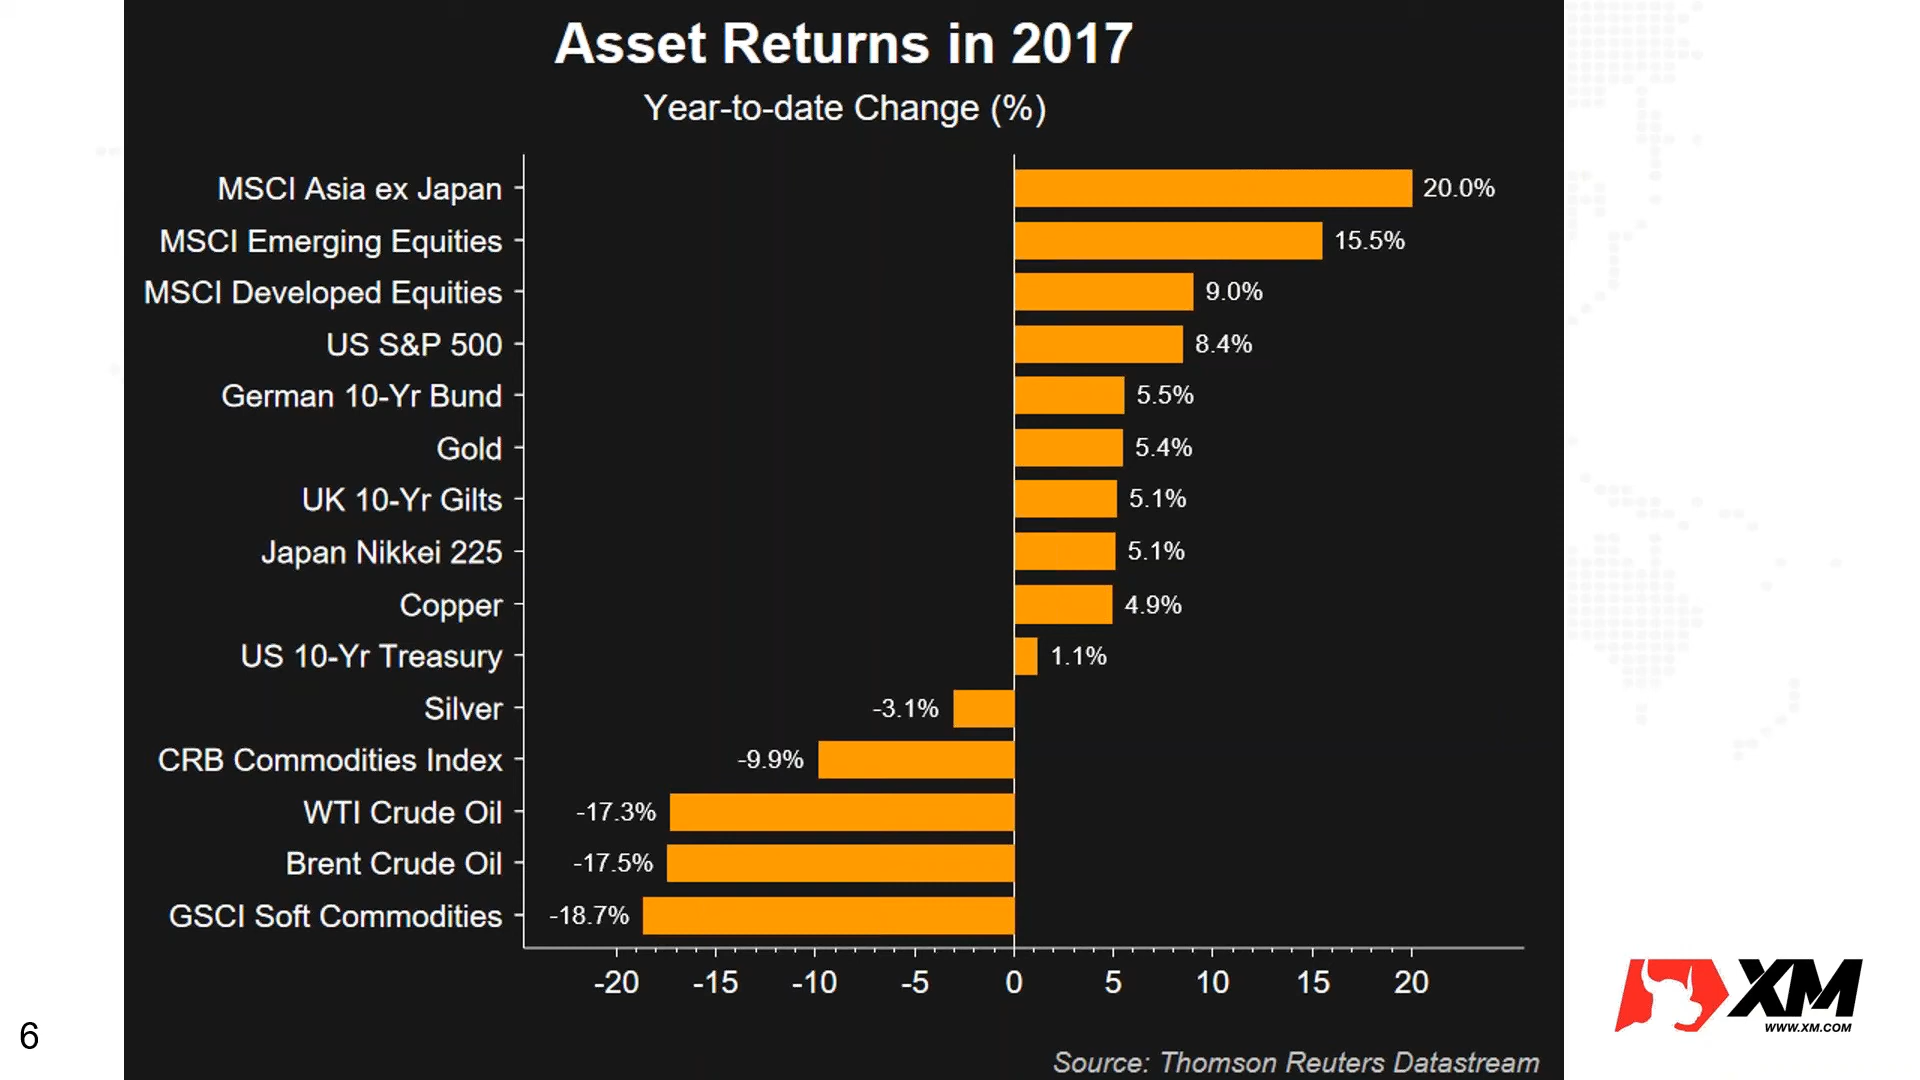 Asset Returns in 2017
Year-to-date Change (%)
MSCI Asia ex Japan 20.0%
MSCI Emerging Equities 15.5%
MSCI Developed Equities 9.0%
US S&P 500 8.4%
German 10-Yr Bund 5.5%
Gold 5.4%
UK 10-Yr Gilts 5.1%
Japan Nikkei 225 5.1%
Copper 4.9%
US 10-Yr Treasury 1.1%
Silver -3.1%
CRB Commodities Index -9.9%
WTI Crude Oil -17.3%
Brent Crude Oil -17.5%
GSCI Soft Commodities -18.7%
-20 -15 -10 -5 0 5 10 15 20
Source: Thomson Reuters Datastream
6
XM
WWW.XM.COM